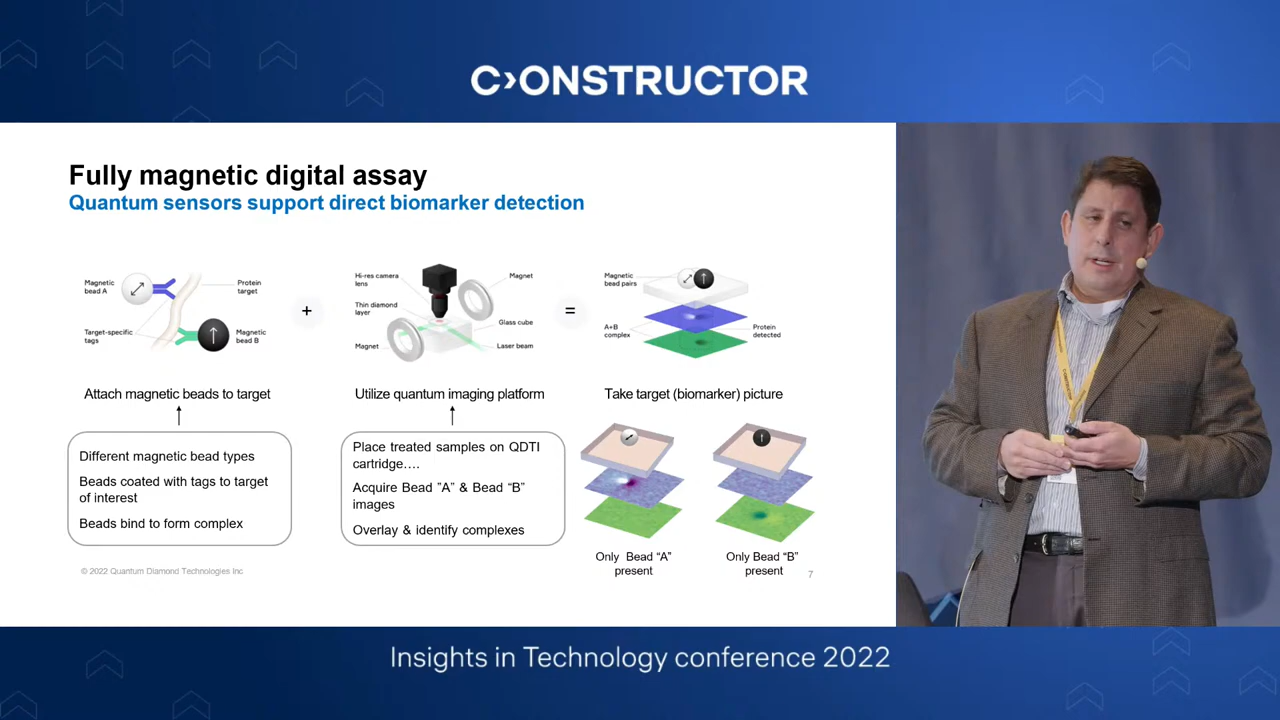 C›ONSTRUCTOR
Fully magnetic digital assay
Quantum sensors support direct biomarker detection
Magnetic
bead A
Protein
target
Target-specific
tags
Magnetic
bead B
+
Hi-res camera
lens
Magnet
Thin diamond
layer
Glass cube
Magnet
Laser beam
=
Magnetic
bead pairs
A+B
complex
Protein
detected
Attach magnetic beads to target
Utilize quantum imaging platform
Take target (biomarker) picture
Different magnetic bead types
Beads coated with tags to target
of interest
Beads bind to form complex
Place treated samples on QDTI
cartridge....
Acquire Bead ”A” & Bead “B”
images
Overlay & identify complexes
Only Bead “A”
present
Only Bead “B”
present
© 2022 Quantum Diamond Technologies Inc
7
Insights in Technology conference 2022